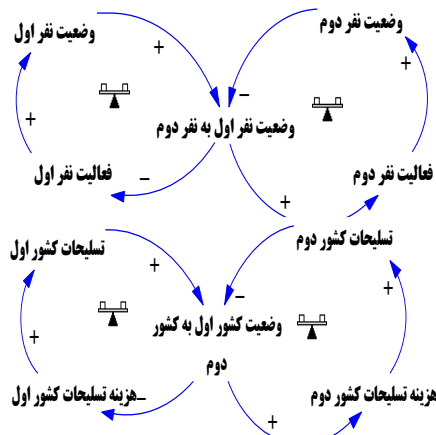 وضعیت نفر دوم
وضعیت نفر اول
+
+
+
–
وضعیت نفر اول به نفر دوم
+
فعالیت نفر دوم
فعالیت نفر اول
–
+
تسلیحات کشور دوم
تسلیحات کشور اول
+
–
+
وضعیت کشور اول به کشور
دوم
+
هزینه تسلیحات کشور دوم
هزینه تسلیحات کشور اول
–
+